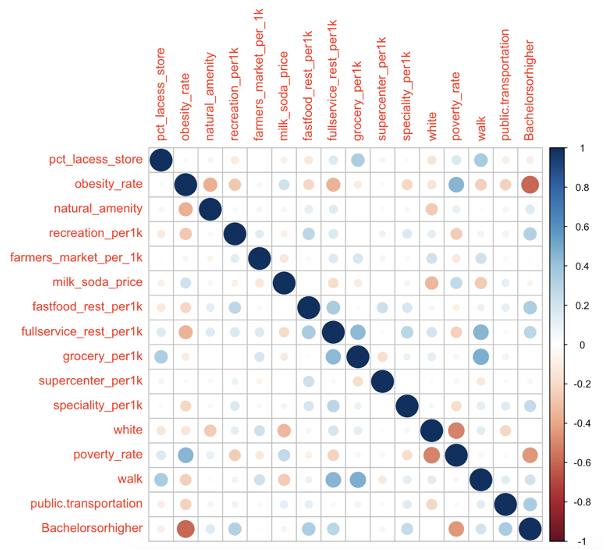 pct_lacess_store
obesity_rate
natural_amenity
recreation_per1k
farmers_market_per_1k
milk_soda_price
fastfood_rest_per1k
fullservice_rest_per1k
grocery_per1k
supercenter_per1k
speciality_per1k
white
poverty_rate
walk
public.transportation
Bachelorsorhigher
pct_lacess_store
obesity_rate
natural_amenity
recreation_per1k
farmers_market_per_1k
milk_soda_price
fastfood_rest_per1k
fullservice_rest_per1k
grocery_per1k
supercenter_per1k
speciality_per1k
white
poverty_rate
walk
public.transportation
Bachelorsorhigher
1
0.8
0.6
0.4
0.2
0
-0.2
-0.4
-0.6
-0.8
-1